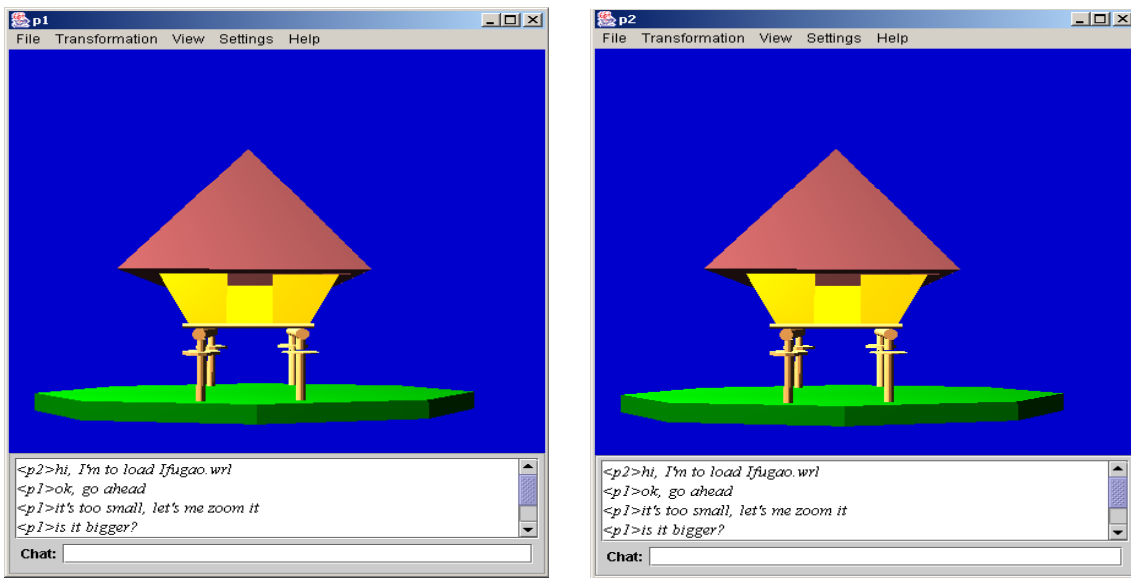 p1
File Transformation View Settings Help
<p2>hi, I'm to load Ifugao.wrl
<p1>ok, go ahead
<p1>it's too small, let's me zoom it
<p1>is it bigger?
Chat:
p2
File Transformation View Settings Help
<p2>hi, I'm to load Ifugao.wrl
<p1>ok, go ahead
<p1>it's too small, let's me zoom it
<p1>is it bigger?
Chat: